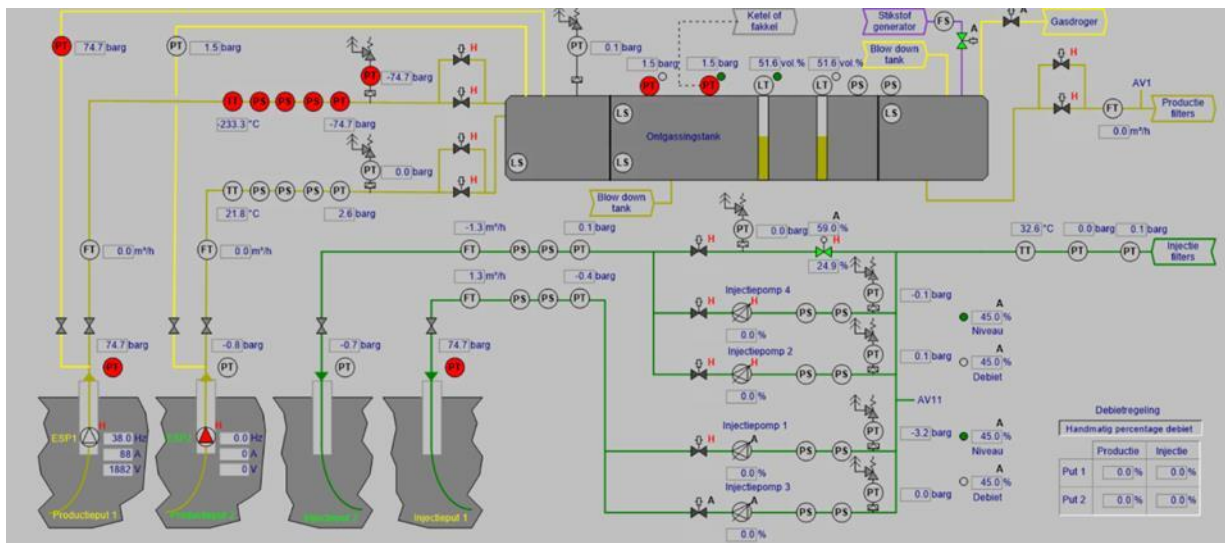 Ketel of
fakkel
Stikstof
generator
FS
A
Gasdroger
PT
74.7 barg
PT
1.5 barg
PT
0.1 barg
1.5 barg
1.5 barg
51.6 vol.%
51.6 vol.%
A
Blow down
tank
H
PT
-74.7 barg
PT
PT
LT
LT
PS
PS
H
AV1
TT
PS
PS
PS
PT
H
LS
LS
H
FT
Productie
filters
-233.3 °C
-74.7 barg
Ontgassingstank
0.0 m³/h
H
LS
LS
PT
0.0 barg
TT
PS
PS
PS
PT
H
21.8 °C
2.6 barg
Blow down
tank
-1.3 m³/h
0.1 barg
PT
0.0 barg
A
59.0 %
32.6 °C
0.0 barg
0.1 barg
FT
0.0 m³/h
FT
0.0 m³/h
FT
PS
PS
PT
H
H
TT
PT
PT
Injectie
filters
1.3 m³/h
-0.4 barg
24.9 %
FT
PS
PS
PT
Injectiepomp 4
PT
-0.1 barg
H
H
PS
PS
A
45.0 %
Niveau
0.0 %
74.7 barg
-0.8 barg
-0.7 barg
74.7 barg
Injectiepomp 2
PT
0.1 barg
PT
PT
PT
PT
H
H
PS
PS
45.0 %
Debiet
0.0 %
AV11
Debietregeling
Handmatig percentage debiet
ESP1
H
38.0 Hz
H
0.0 Hz
Injectiepomp 1
PT
-3.2 barg
A
45.0 %
Niveau
88 A
0 A
H
A
PS
PS
Productie
Injectie
1882 V
0 V
0.0 %
Put 1
0.0 %
0.0 %
Injectiepomp 3
PT
0.0 barg
A
45.0 %
Debiet
Put 2
0.0 %
0.0 %
A
A
PS
PS
Productieput 1
Productieput 2
Injectieput 1
0.0 %